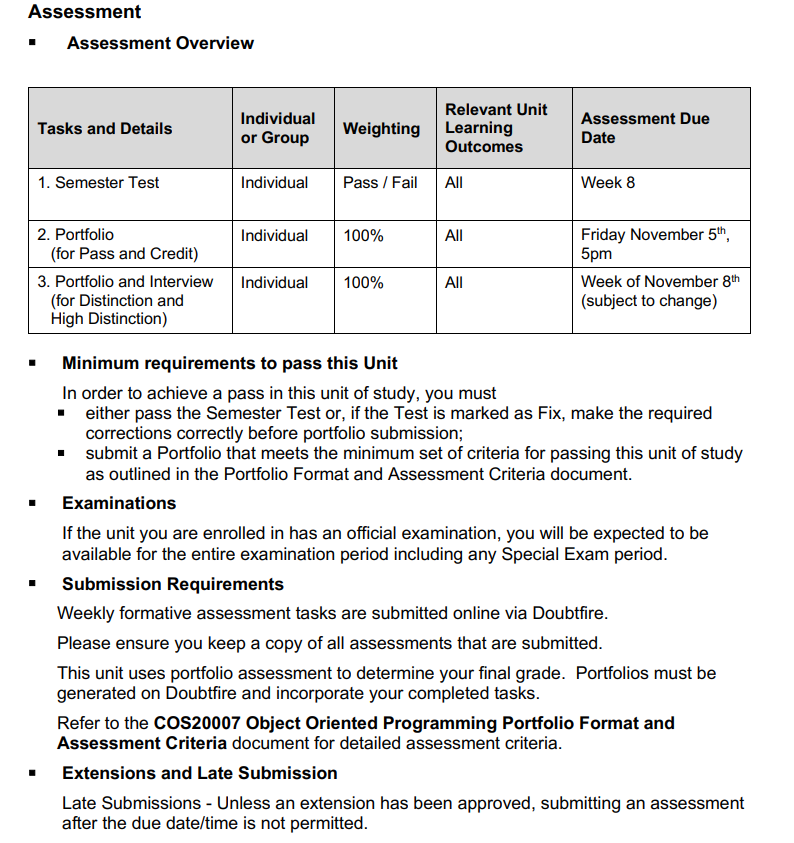 Assessment
▪ Assessment Overview
Tasks and Details
Individual
or Group
Weighting
Relevant Unit
Learning
Outcomes
Assessment Due
Date
1. Semester Test
Individual
Pass / Fail
All
Week 8
2. Portfolio
(for Pass and Credit)
Individual
100%
All
Friday November 5th,
5pm
3. Portfolio and Interview
(for Distinction and
High Distinction)
Individual
100%
All
Week of November 8th
(subject to change)
▪ Minimum requirements to pass this Unit
In order to achieve a pass in this unit of study, you must
▪ either pass the Semester Test or, if the Test is marked as Fix, make the required
corrections correctly before portfolio submission;
▪ submit a Portfolio that meets the minimum set of criteria for passing this unit of study
as outlined in the Portfolio Format and Assessment Criteria document.
▪ Examinations
If the unit you are enrolled in has an official examination, you will be expected to be
available for the entire examination period including any Special Exam period.
▪ Submission Requirements
Weekly formative assessment tasks are submitted online via Doubtfire.
Please ensure you keep a copy of all assessments that are submitted.
This unit uses portfolio assessment to determine your final grade.  Portfolios must be
generated on Doubtfire and incorporate your completed tasks.
Refer to the COS20007 Object Oriented Programming Portfolio Format and
Assessment Criteria document for detailed assessment criteria.
▪ Extensions and Late Submission
Late Submissions - Unless an extension has been approved, submitting an assessment
after the due date/time is not permitted.